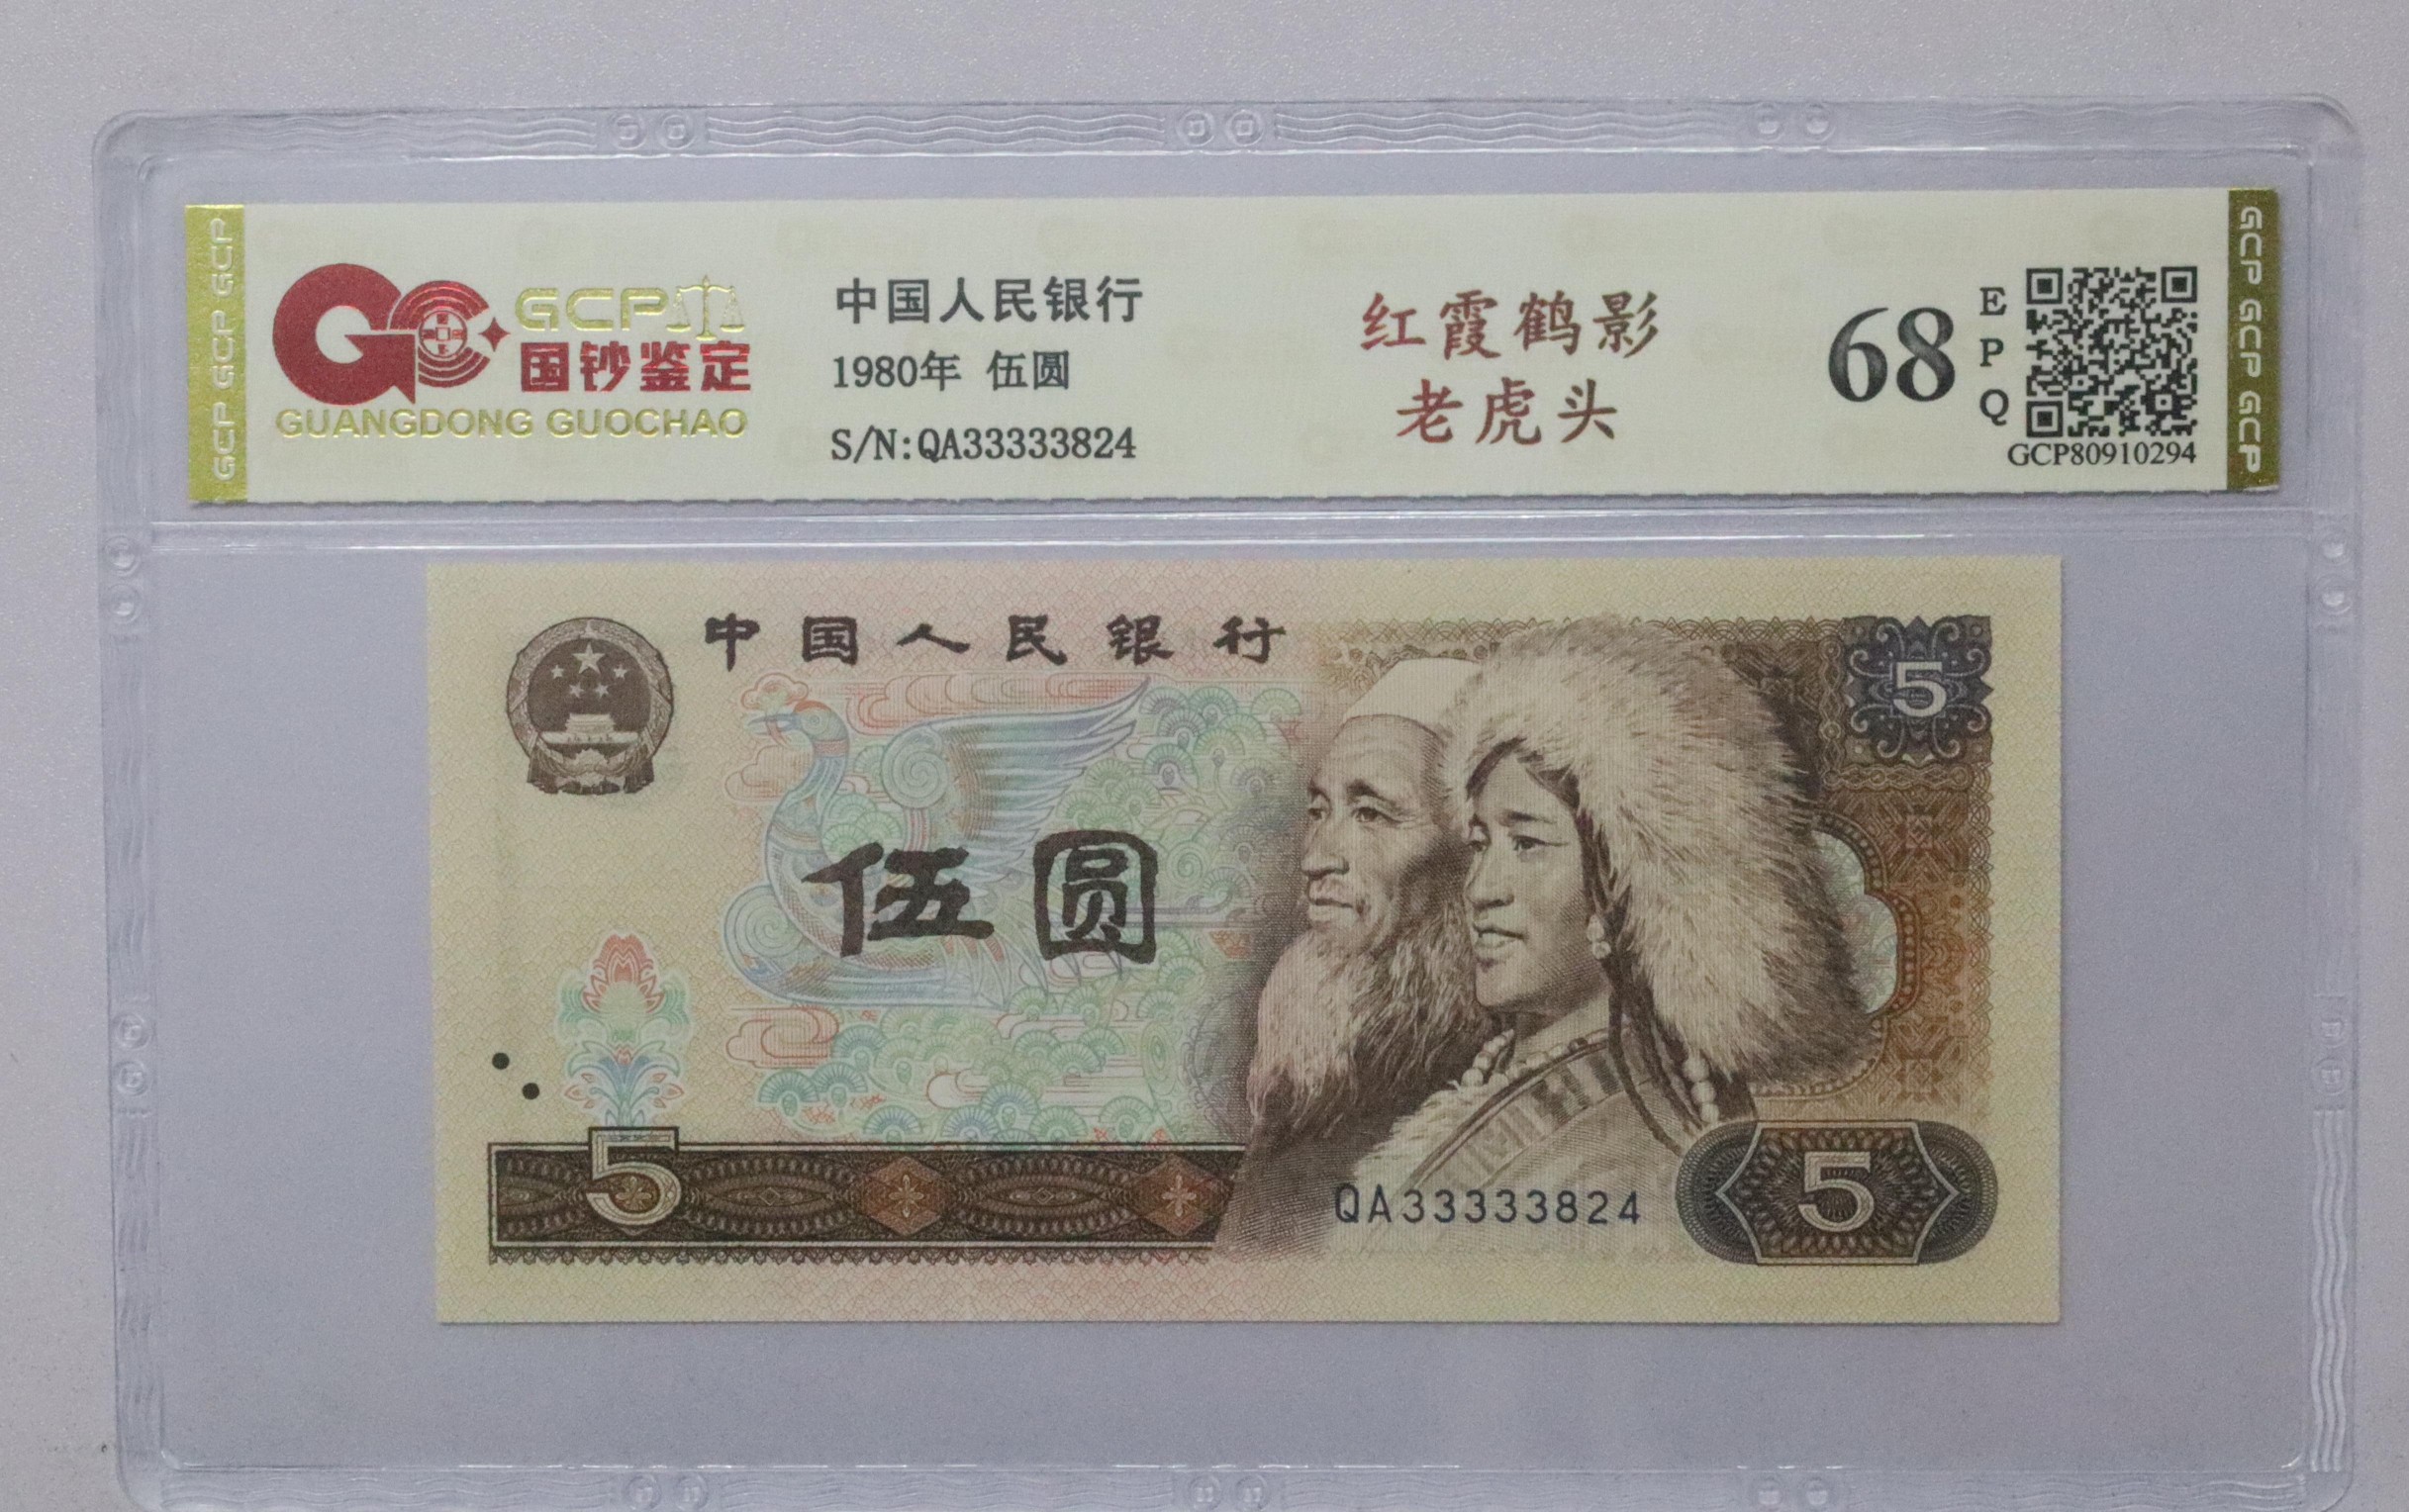 GCP GCP GCP
GCP
国钞鉴定
GUANGDONG GUOCHAO
中国人民银行
1980年 伍圆
S/N:QA33333824
红霞鹤影
老虎头
68
E
P
Q
GCP80910294
GCP GCP GCP
中国人民银行
5
伍圆
5
QA33333824
5